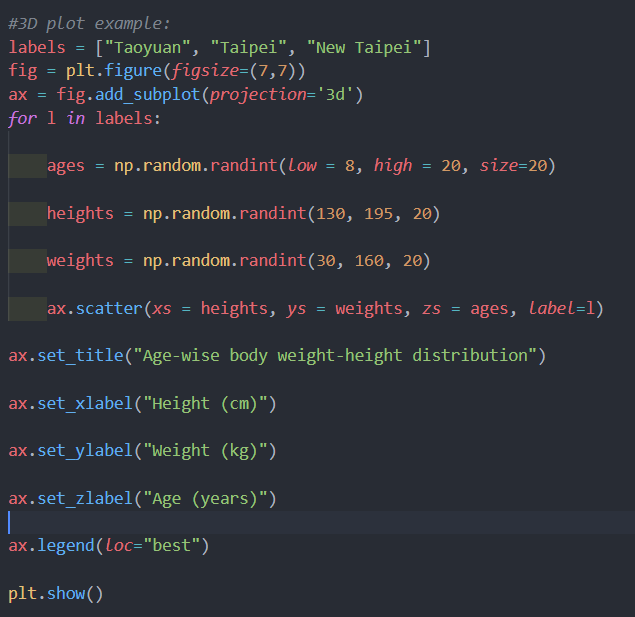 #3D plot example:
labels = ["Taoyuan", "Taipei", "New Taipei"]
fig = plt.figure(figsize=(7,7))
ax = fig.add_subplot(projection='3d')
for l in labels:
ages = np.random.randint(low = 8, high = 20, size=20)
heights = np.random.randint(130, 195, 20)
weights = np.random.randint(30, 160, 20)
ax.scatter(xs = heights, ys = weights, zs = ages, label=l)
ax.set_title("Age-wise body weight-height distribution")
ax.set_xlabel("Height (cm)")
ax.set_ylabel("Weight (kg)")
ax.set_zlabel("Age (years)")
ax.legend(loc="best")
plt.show()